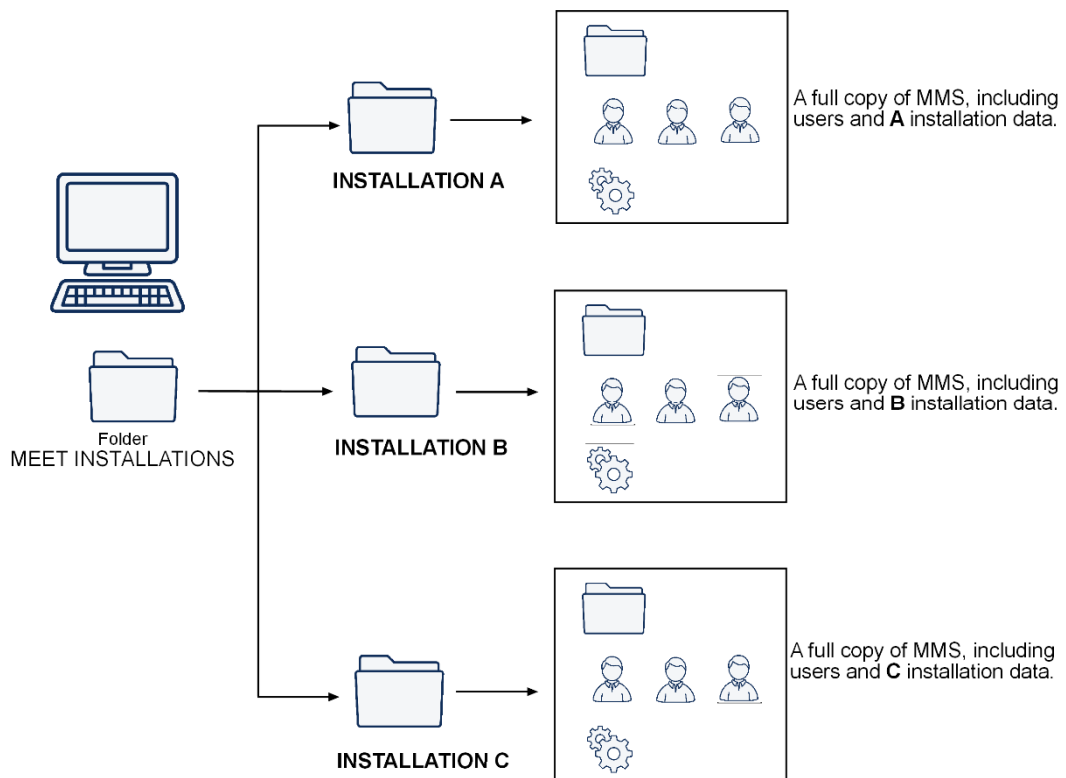 A full copy of MMS, including
users and A installation data.
INSTALLATION A
Folder
MEET INSTALLATIONS
INSTALLATION B
A full copy of MMS, including
users and B installation data.
INSTALLATION C
A full copy of MMS, including
users and C installation data.